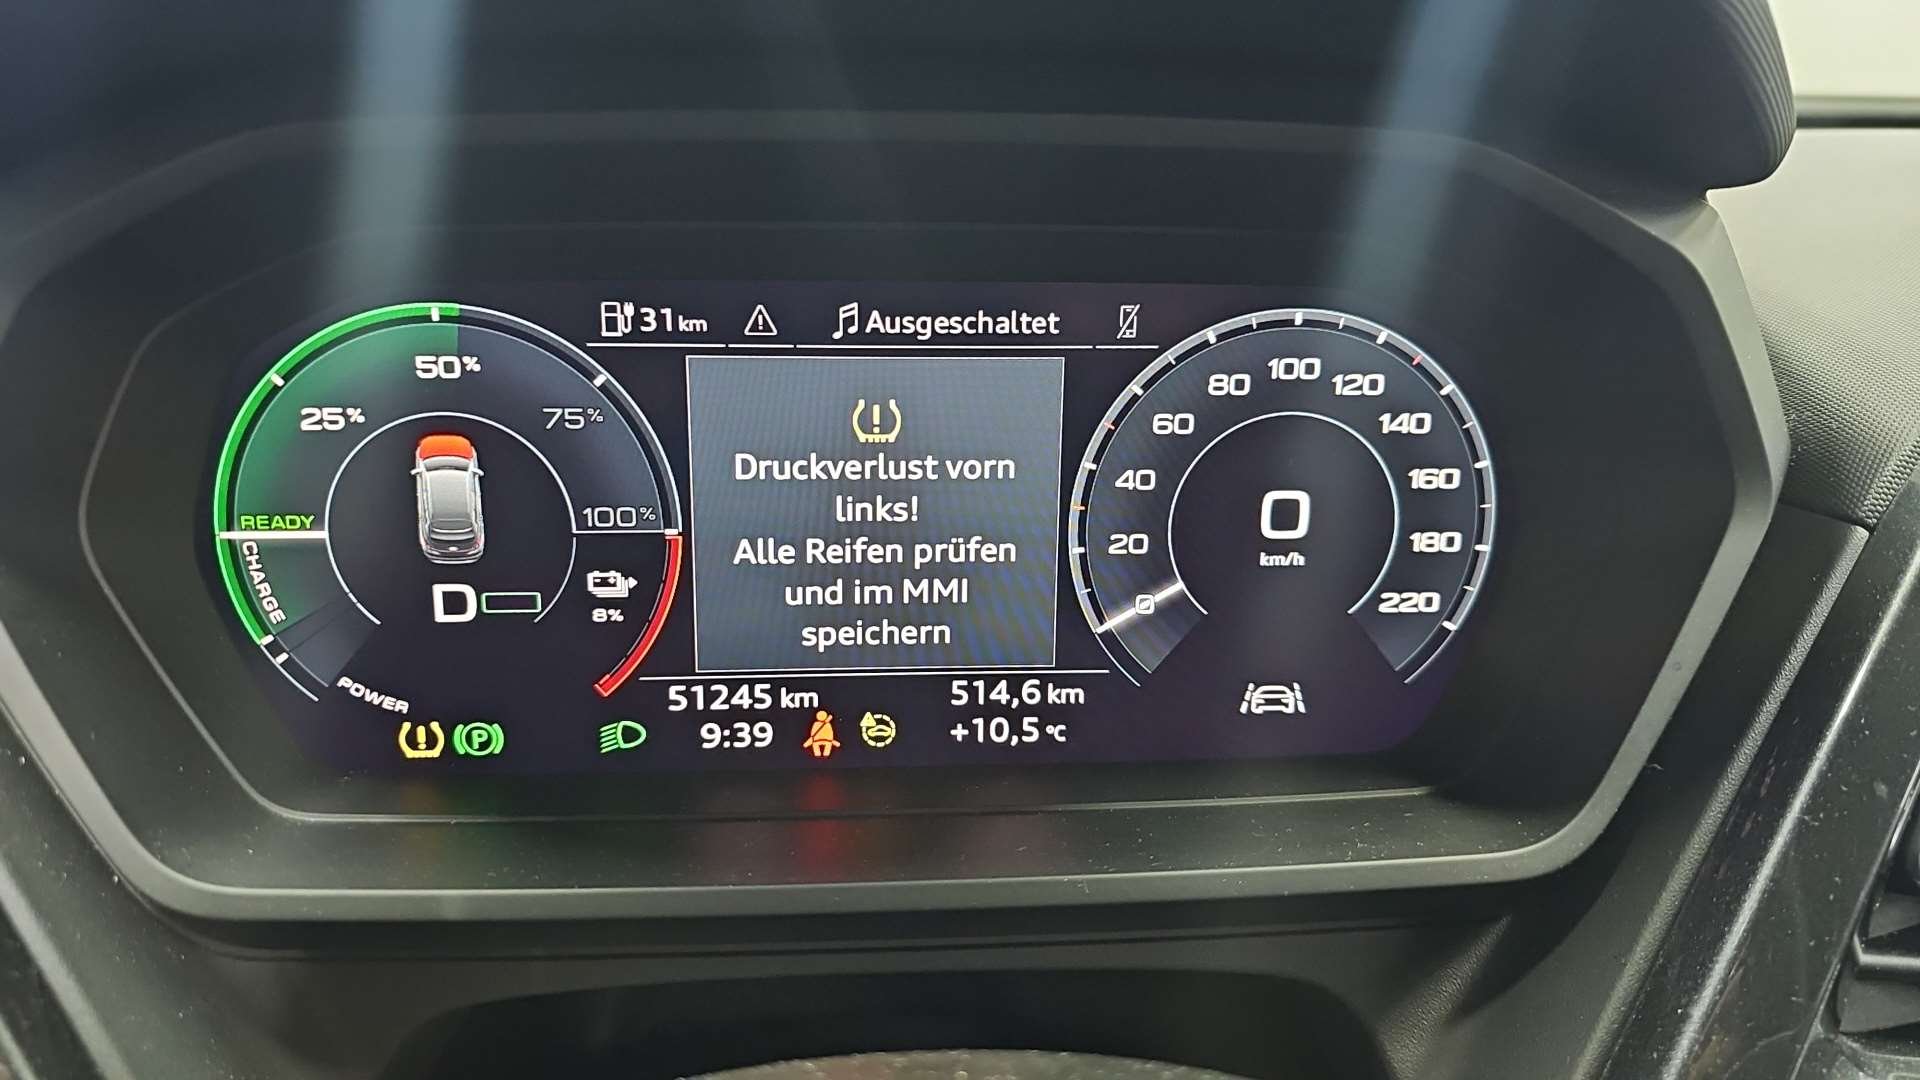 31 km
Ausgeschaltet
25%
50%
75%
100%
READY
CHARGE
POWER
D
8%
Druckverlust vorn
links!
Alle Reifen prüfen
und im MMI
speichern
51245 km
514,6 km
9:39
+10,5 °C
P
0
20
40
60
80
100
120
140
160
180
220
0
km/h